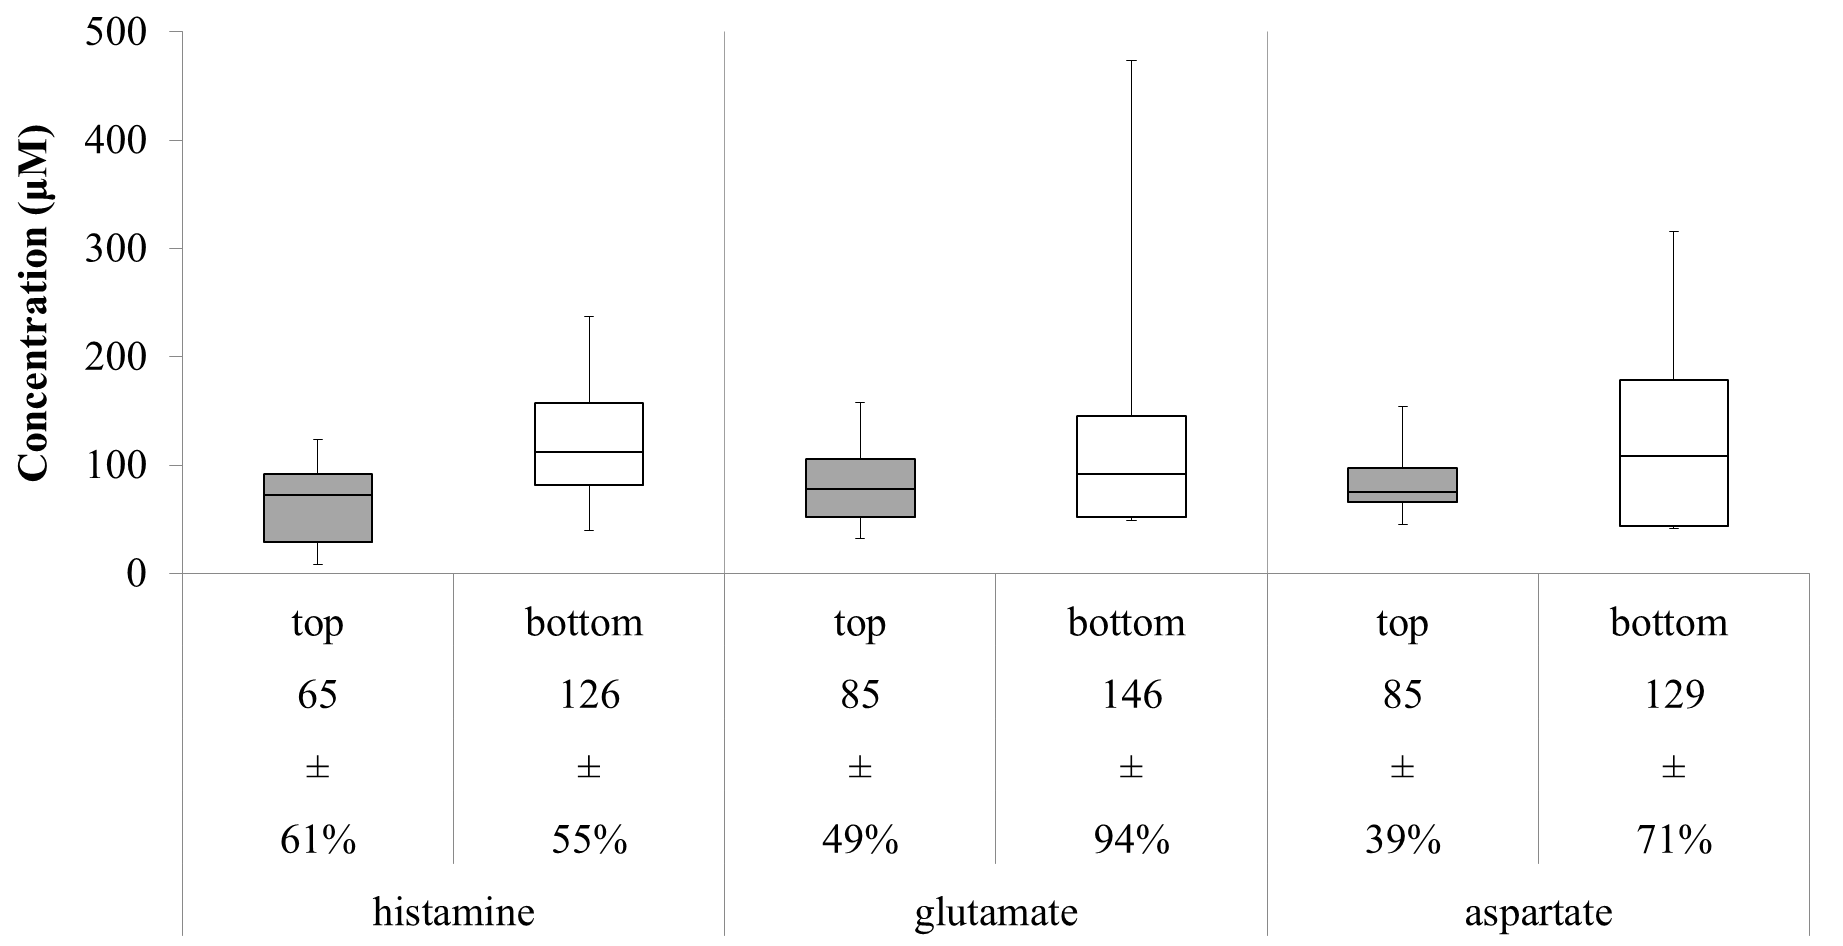 500
400
300
200
100
0
Concentration (µM)
top bottom top bottom top bottom
65 126 85 146 85 129
± ± ± ± ± ±
61% 55% 49% 94% 39% 71%
histamine glutamate aspartate